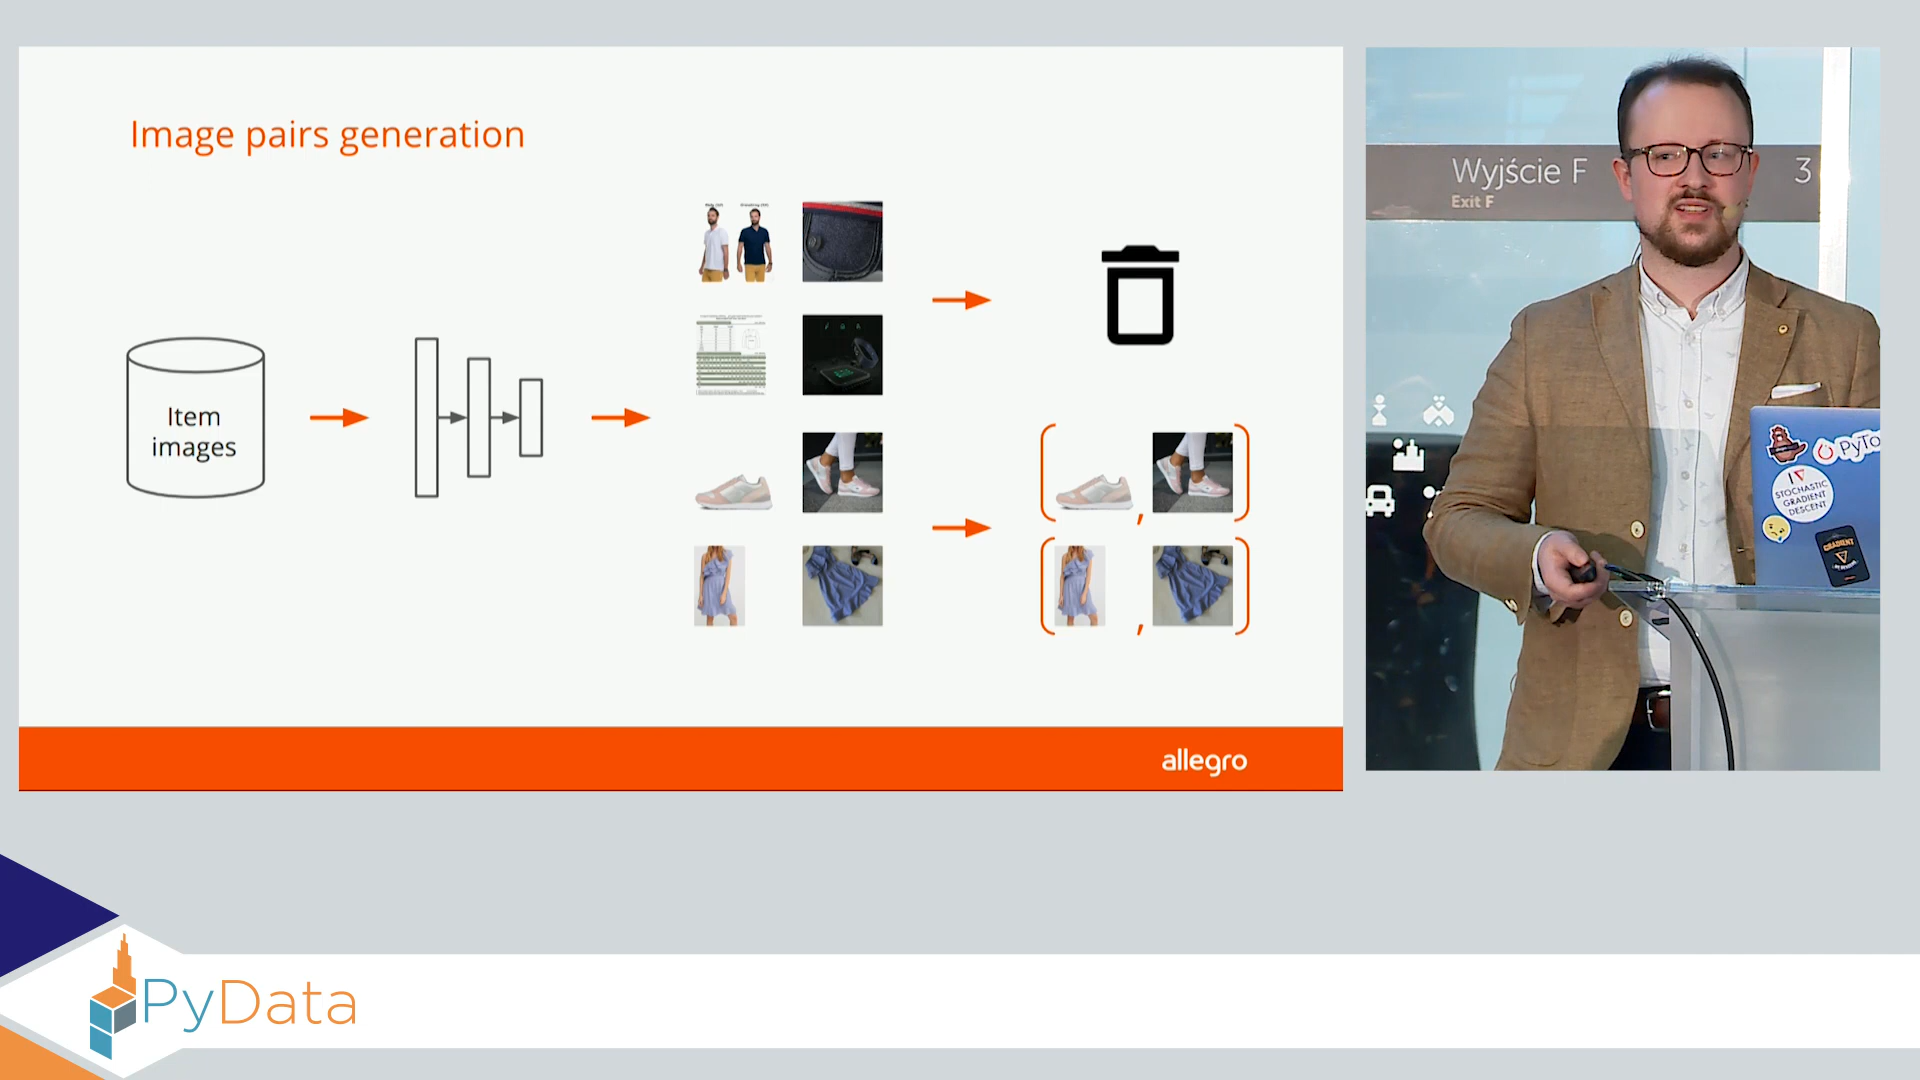 Image pairs generation
Item
images
,
,
allegro
Wyjście F
3
Exit F
PyTo
I
STOCHASTIC
GRADIENT
DESCENT
GRADIENT
PyData